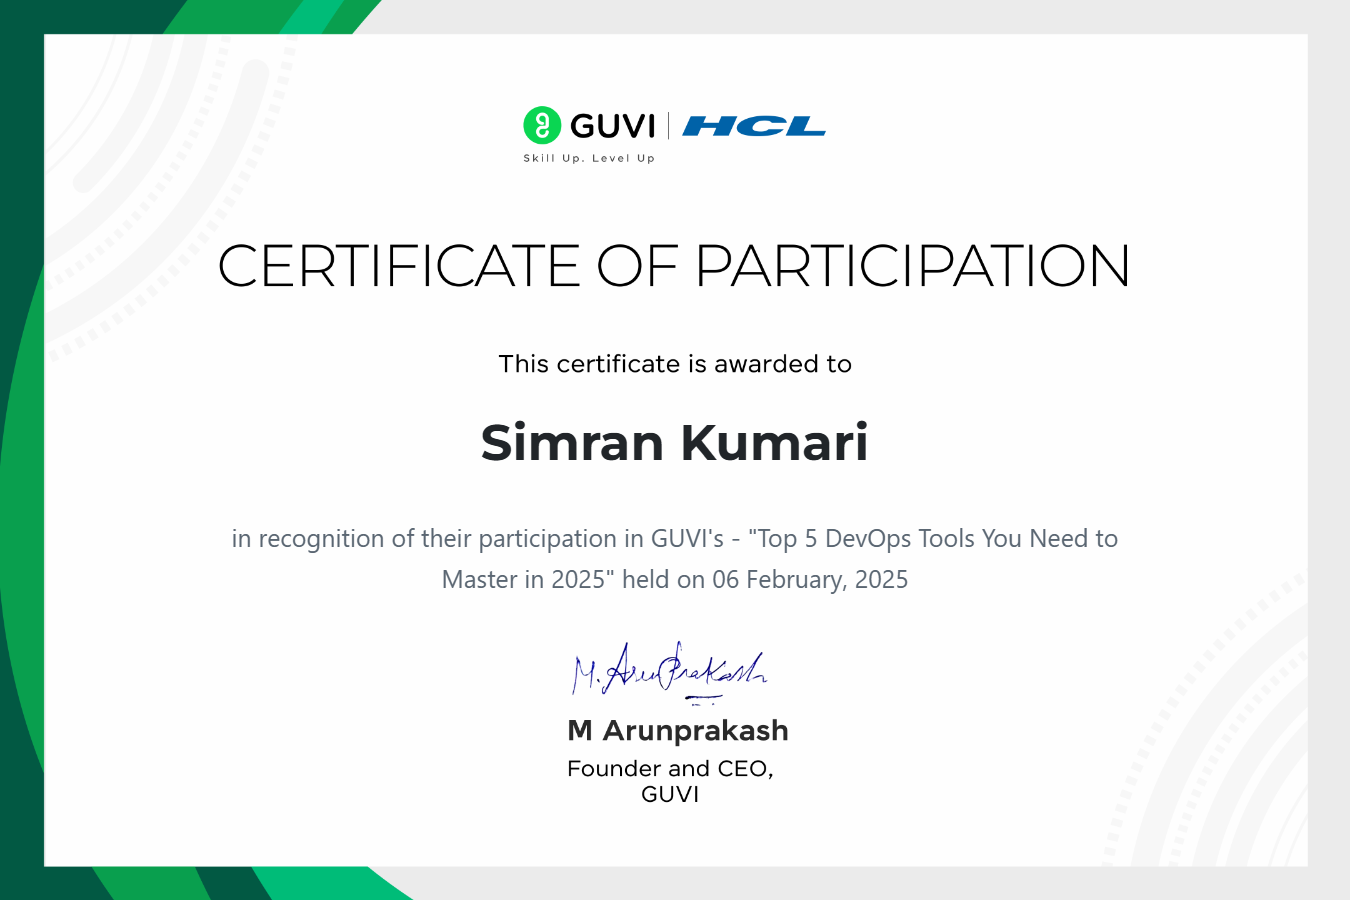 GUVI | HCL
Skill Up. Level Up
CERTIFICATE OF PARTICIPATION
This certificate is awarded to
Simran Kumari
in recognition of their participation in GUVI's - "Top 5 DevOps Tools You Need to
Master in 2025" held on 06 February, 2025
M. ArunPrakash
M Arunprakash
Founder and CEO,
GUVI